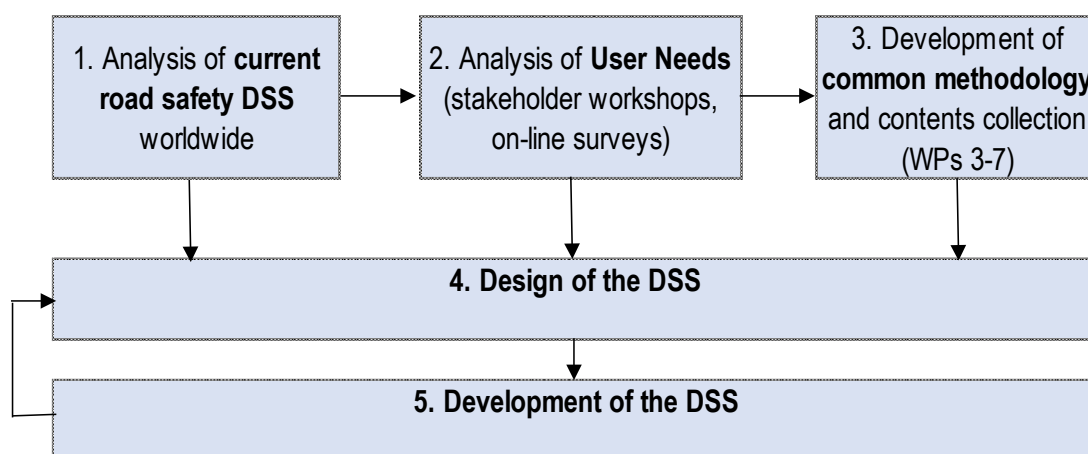 1. Analysis of current
road safety DSS
worldwide
2. Analysis of User Needs
(stakeholder workshops,
on-line surveys)
3. Development of
common methodology
and contents collection
(WPs 3-7)
4. Design of the DSS
5. Development of the DSS